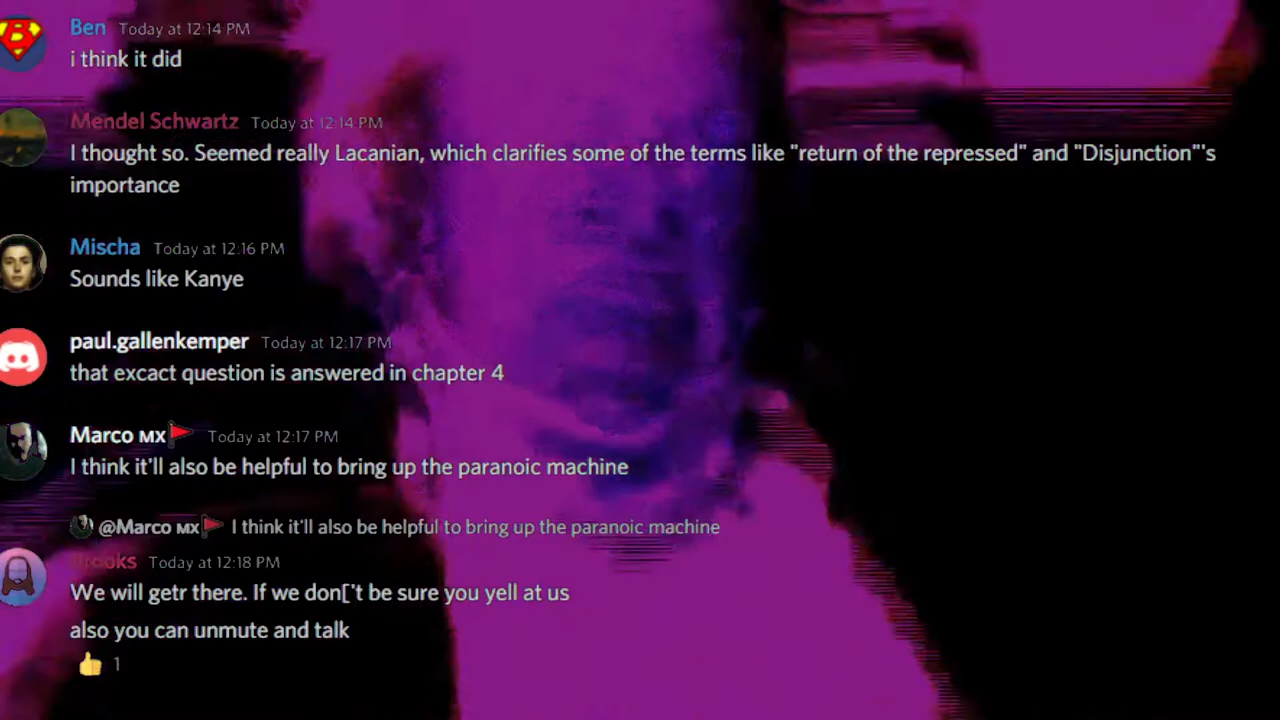 Ben Today at 12:14 PM
i think it did
Mendel Schwartz Today at 12:14 PM
I thought so. Seemed really Lacanian, which clarifies some of the terms like "return of the repressed" and "Disjunction"'s
importance
Mischa Today at 12:16 PM
Sounds like Kanye
paul.gallenkemper Today at 12:17 PM
that excact question is answered in chapter 4
Marco MX Today at 12:17 PM
I think it'll also be helpful to bring up the paranoic machine
@Marco MX I think it'll also be helpful to bring up the paranoic machine
Brooks Today at 12:18 PM
We will getr there. If we don['t be sure you yell at us
also you can unmute and talk
1